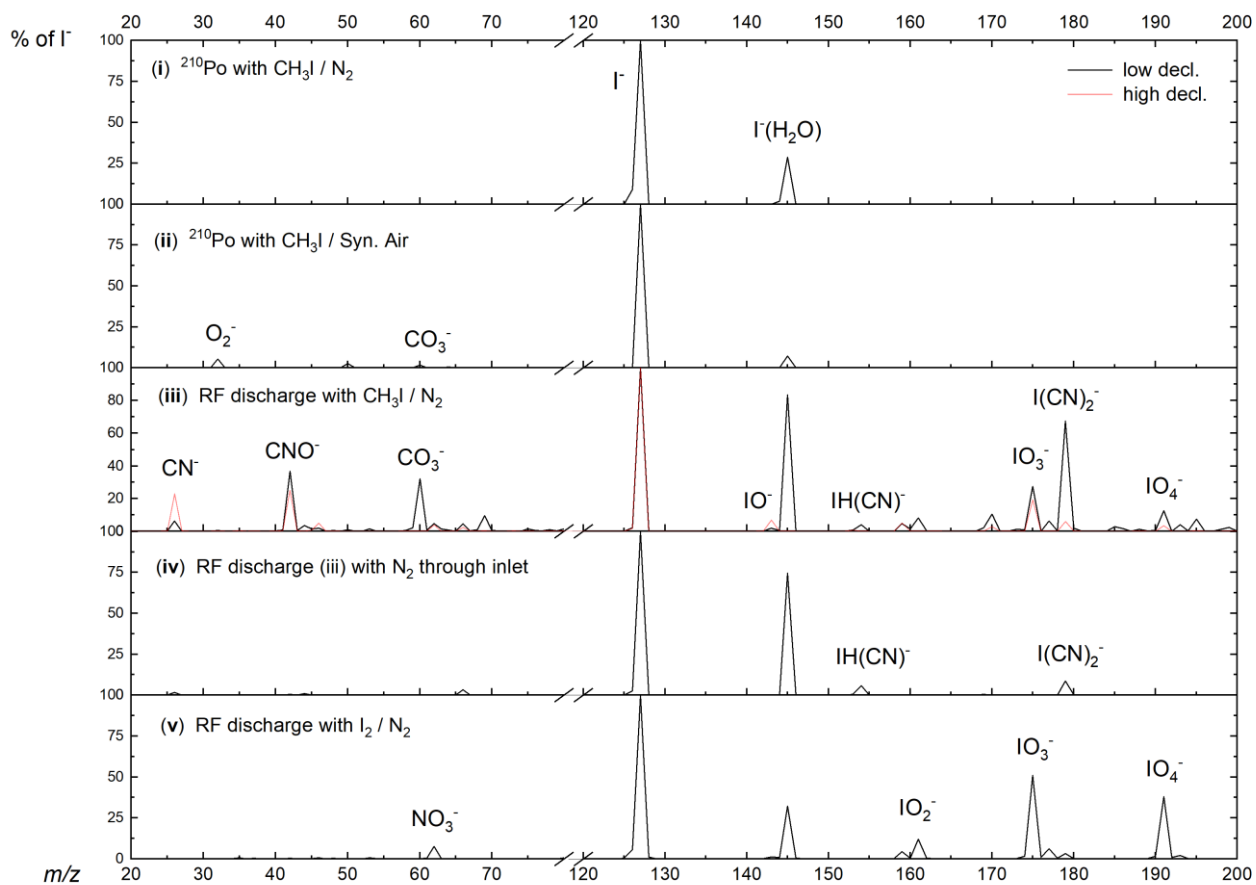 20 30 40 50 60 70 120 130 140 150 160 170 180 190 200
% of I⁻
100
(i) ²¹⁰Po with CH₃I / N₂
low decl.
high decl.
75
I⁻
50
I⁻(H₂O)
25
100
(ii) ²¹⁰Po with CH₃I / Syn. Air
75
50
O₂⁻ CO₃⁻
25
100
(iii) RF discharge with CH₃I / N₂
80
I(CN)₂⁻
60
CNO⁻ CO₃⁻
IO₃⁻
40
CN⁻
IO⁻ IH(CN)⁻ IO₄⁻
20
100
(iv) RF discharge (iii) with N₂ through inlet
75
50
IH(CN)⁻ I(CN)₂⁻
25
100
(v) RF discharge with I₂ / N₂
75
IO₃⁻
IO₄⁻
50
NO₃⁻ IO₂⁻
25
0
m/z
20 30 40 50 60 70 120 130 140 150 160 170 180 190 200